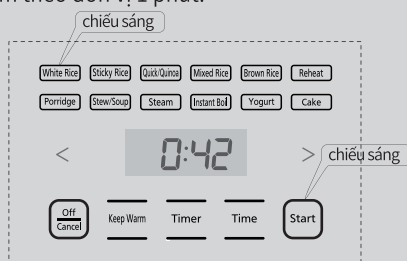 m theo đơn vị 1 phút.
chiếu sáng
White Rice Sticky Rice Quick/Quinoa Mixed Rice Brown Rice Reheat
Porridge Stew/Soup Steam Instant Boil Yogurt Cake
< 0:42 >
chiếu sáng
Off
Cancel
Keep Warm Timer Time Start